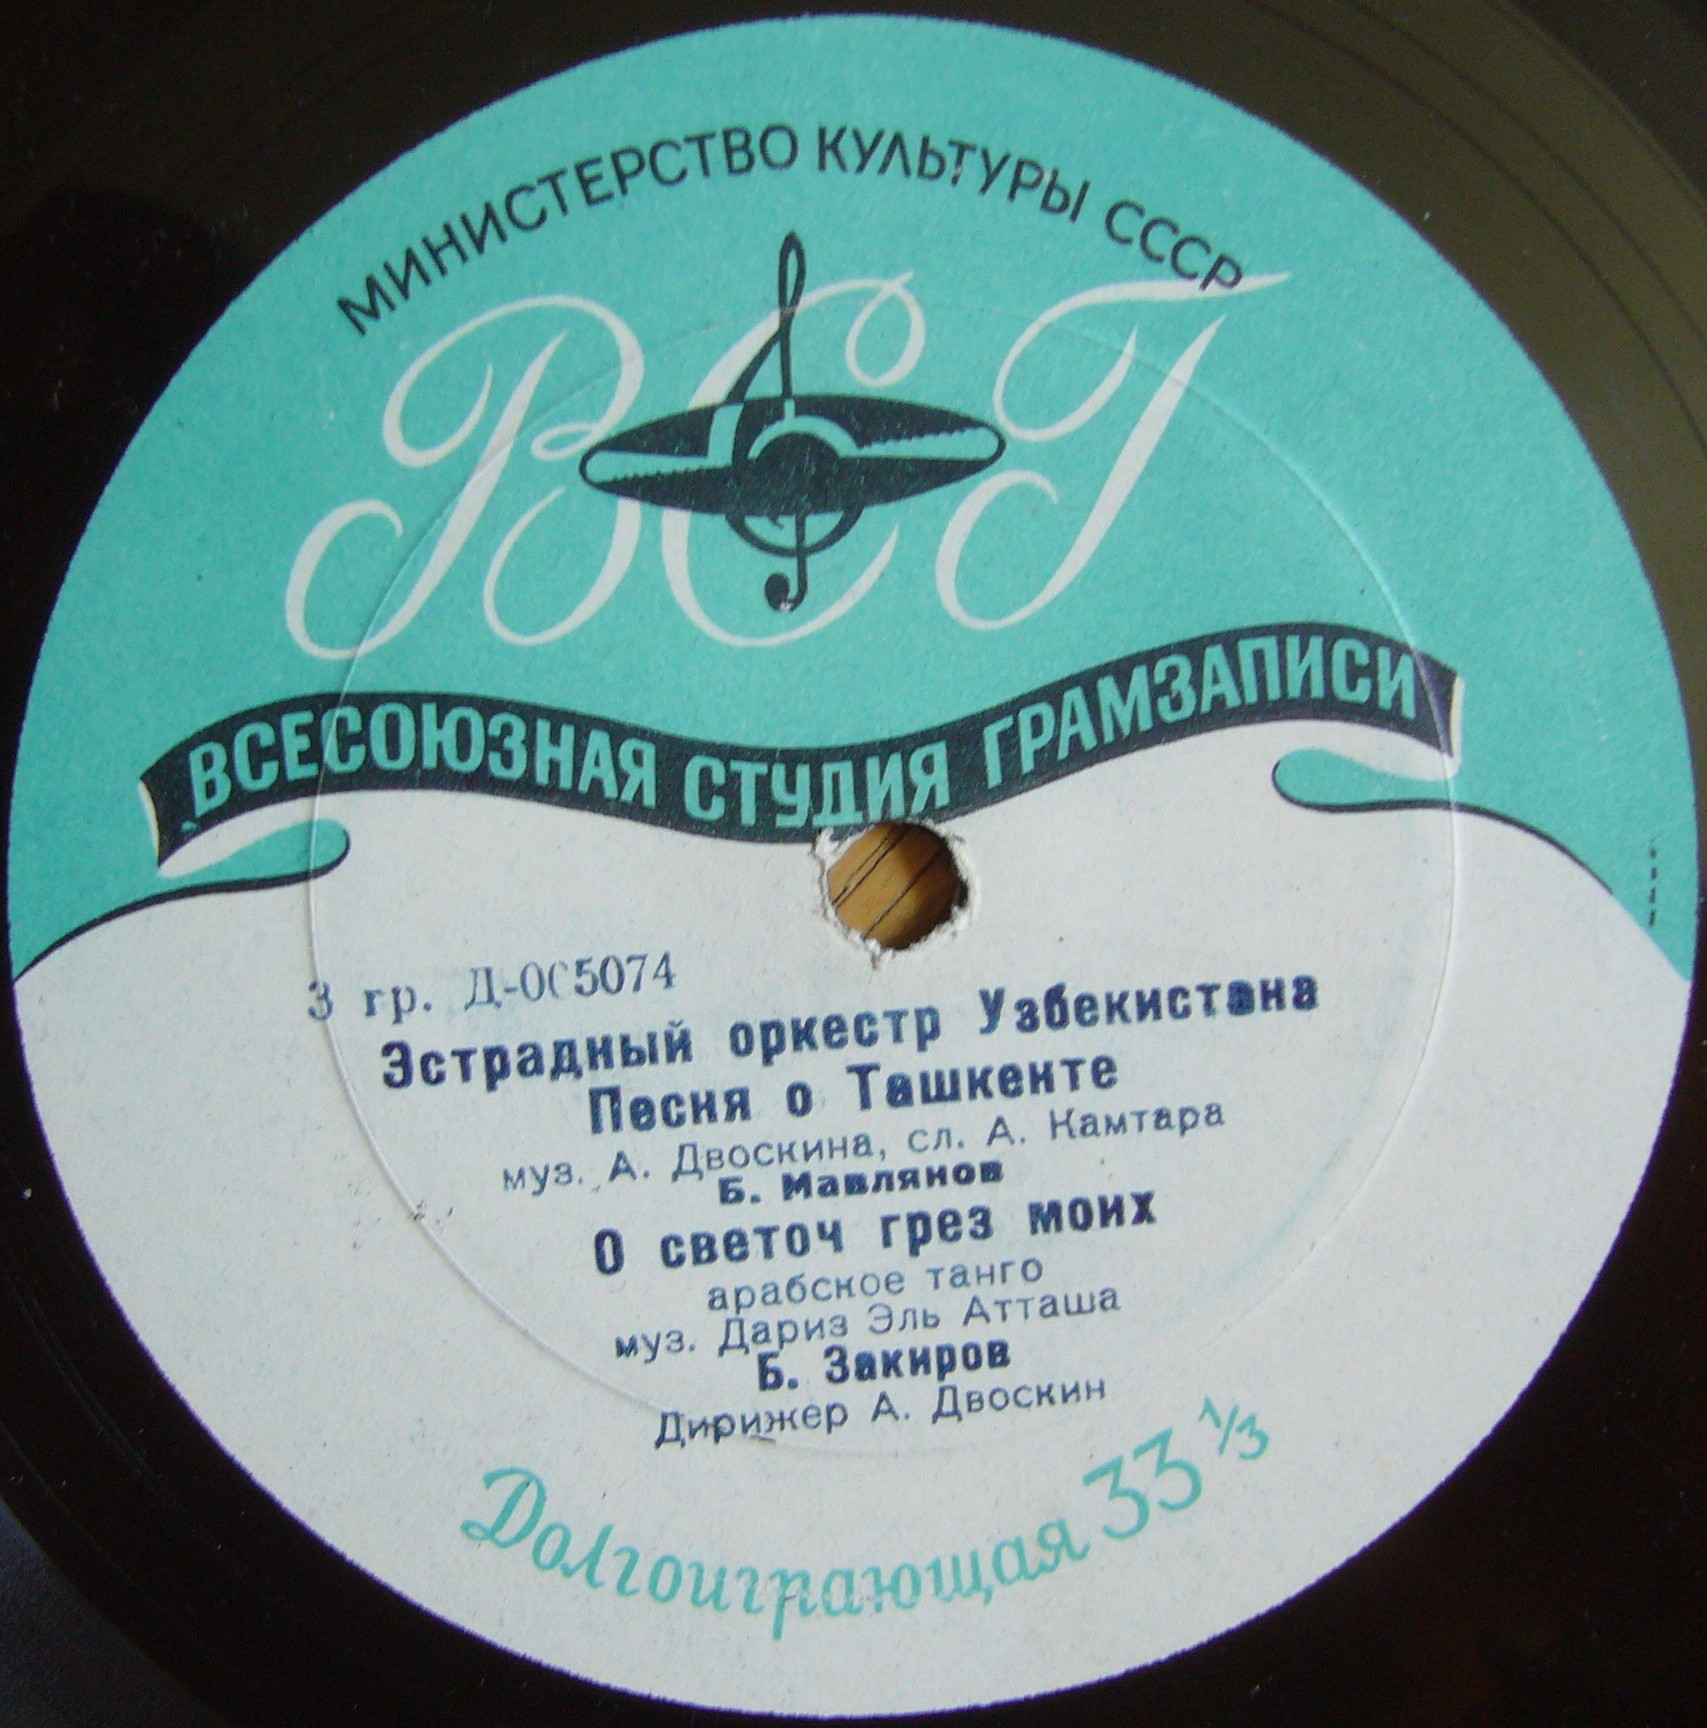 МИНИСТЕРСТВО КУЛЬТУРЫ СССР
ВСГ
ВСЕСОЮЗНАЯ СТУДИЯ ГРАМЗАПИСИ
3 гр. Д-005074
Эстрадный оркестр Узбекистана
Песня о Ташкенте
муз. А. Двоскина, сл. А. Камтара
Б. Мавлянов
О светоч грез моих
арабское танго
муз. Дариз Эль Атташа
Б. Закиров
Дирижер А. Двоскин
Долгоиграющая 33 1/3